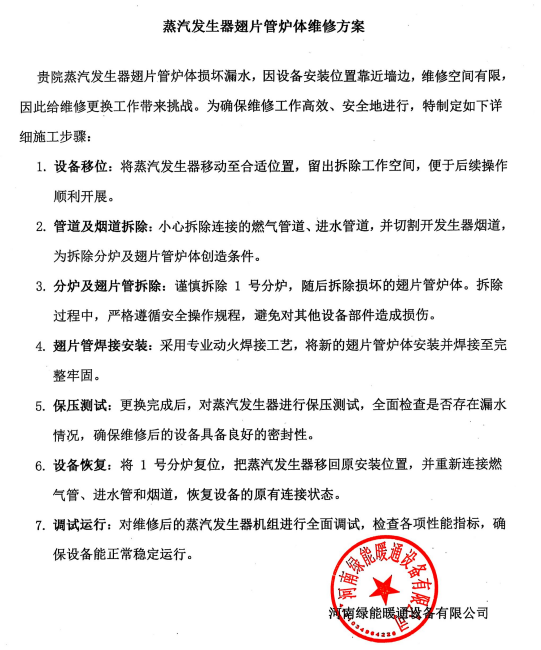 蒸汽发生器翅片管炉体维修方案
贵院蒸汽发生器翅片管炉体损坏漏水，因设备安装位置靠近墙边，维修空间有限，
因此给维修更换工作带来挑战。为确保维修工作高效、安全地进行，特制定如下详
细施工步骤：
1. 设备移位：将蒸汽发生器移动至合适位置，留出拆除工作空间，便于后续操作
顺利开展。
2. 管道及烟道拆除：小心拆除连接的燃气管道、进水管道，并切割开发生器烟道，
为拆除分炉及翅片管炉体创造条件。
3. 分炉及翅片管拆除：谨慎拆除 1 号分炉，随后拆除损坏的翅片管炉体。拆除
过程中，严格遵循安全操作规程，避免对其他设备部件造成损伤。
4. 翅片管焊接安装：采用专业动火焊接工艺，将新的翅片管炉体安装并焊接至完
整牢固。
5. 保压测试：更换完成后，对蒸汽发生器进行保压测试，全面检查是否存在漏水
情况，确保维修后的设备具备良好的密封性。
6. 设备恢复：将 1 号分炉复位，把蒸汽发生器移回原安装位置，并重新连接燃
气管、进水管和烟道，恢复设备的原有连接状态。
7. 调试运行：对维修后的蒸汽发生器机组进行全面调试，检查各项性能指标，确
保设备能正常稳定运行。
河南绿能暖通设备有限公司
河南绿能暖通设备有限公司